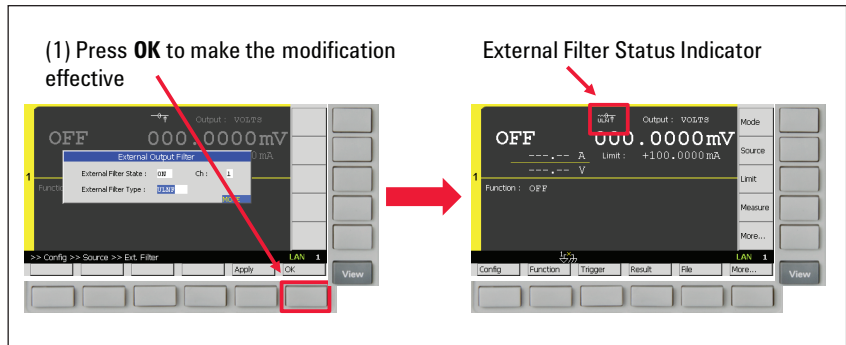 (1) Press OK to make the modification
effective
External Filter Status Indicator
Output : VOLTS
OFF 000.0000mV
External Output Filter
External Filter State : ON Ch : 1
External Filter Type : ULNF
MORE
1
Function
>> Config >> Source >> Ext. Filter
LAN 1
Apply
OK
View
Output : VOLTS
OFF 000.0000mV
---.-- A Limit : +100.0000mA
---.-- V
1
Function : OFF
Mode
Source
Limit
Measure
More...
LAN 1
Config
Function
Trigger
Result
File
More...
View